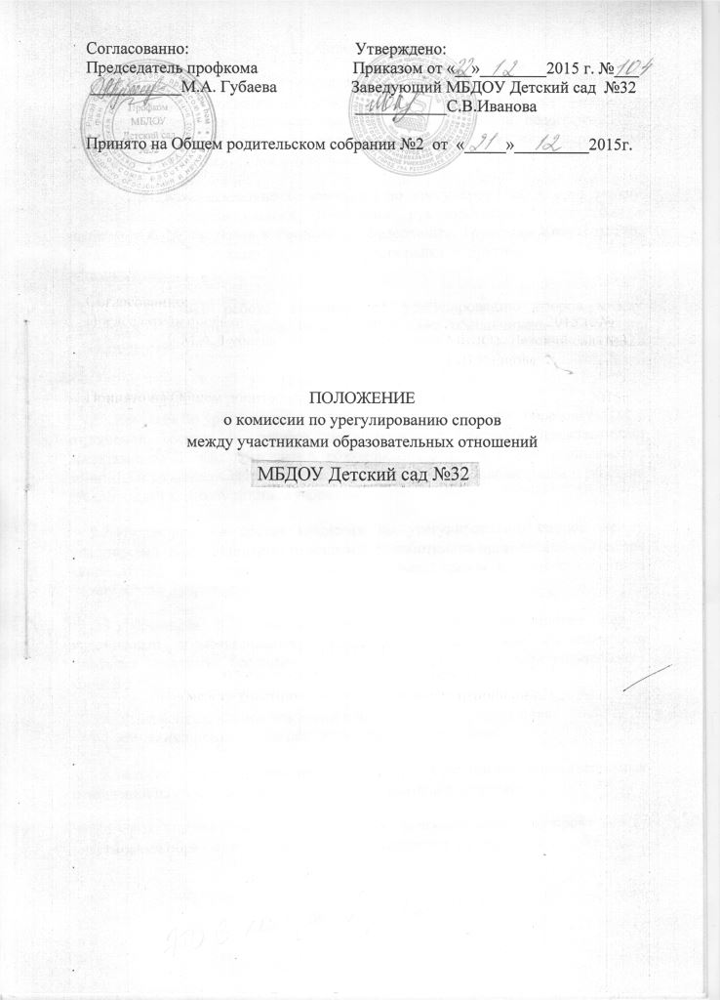 Согласованно: Утверждено:
Председатель профкома Приказом от «22» 12 2015 г. №104
М.А. Губаева Заведующий МБДОУ Детский сад №32
С.В.Иванова
Профком
МБДОУ
Детский сад
№32
Принято на Общем родительском собрании №2 от «21» 12 2015г.
ПОЛОЖЕНИЕ
о комиссии по урегулированию споров
между участниками образовательных отношений
МБДОУ Детский сад №32